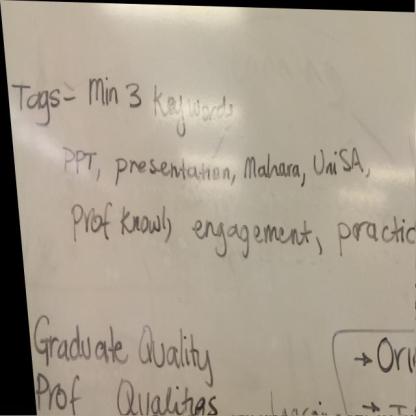 Tags = Min 3 keywords
PPT, presentation, Mahara, UniSA,
Prof Knowl) engagement, practic
Graduate Quality
→ Ori
Prof Qualities
→